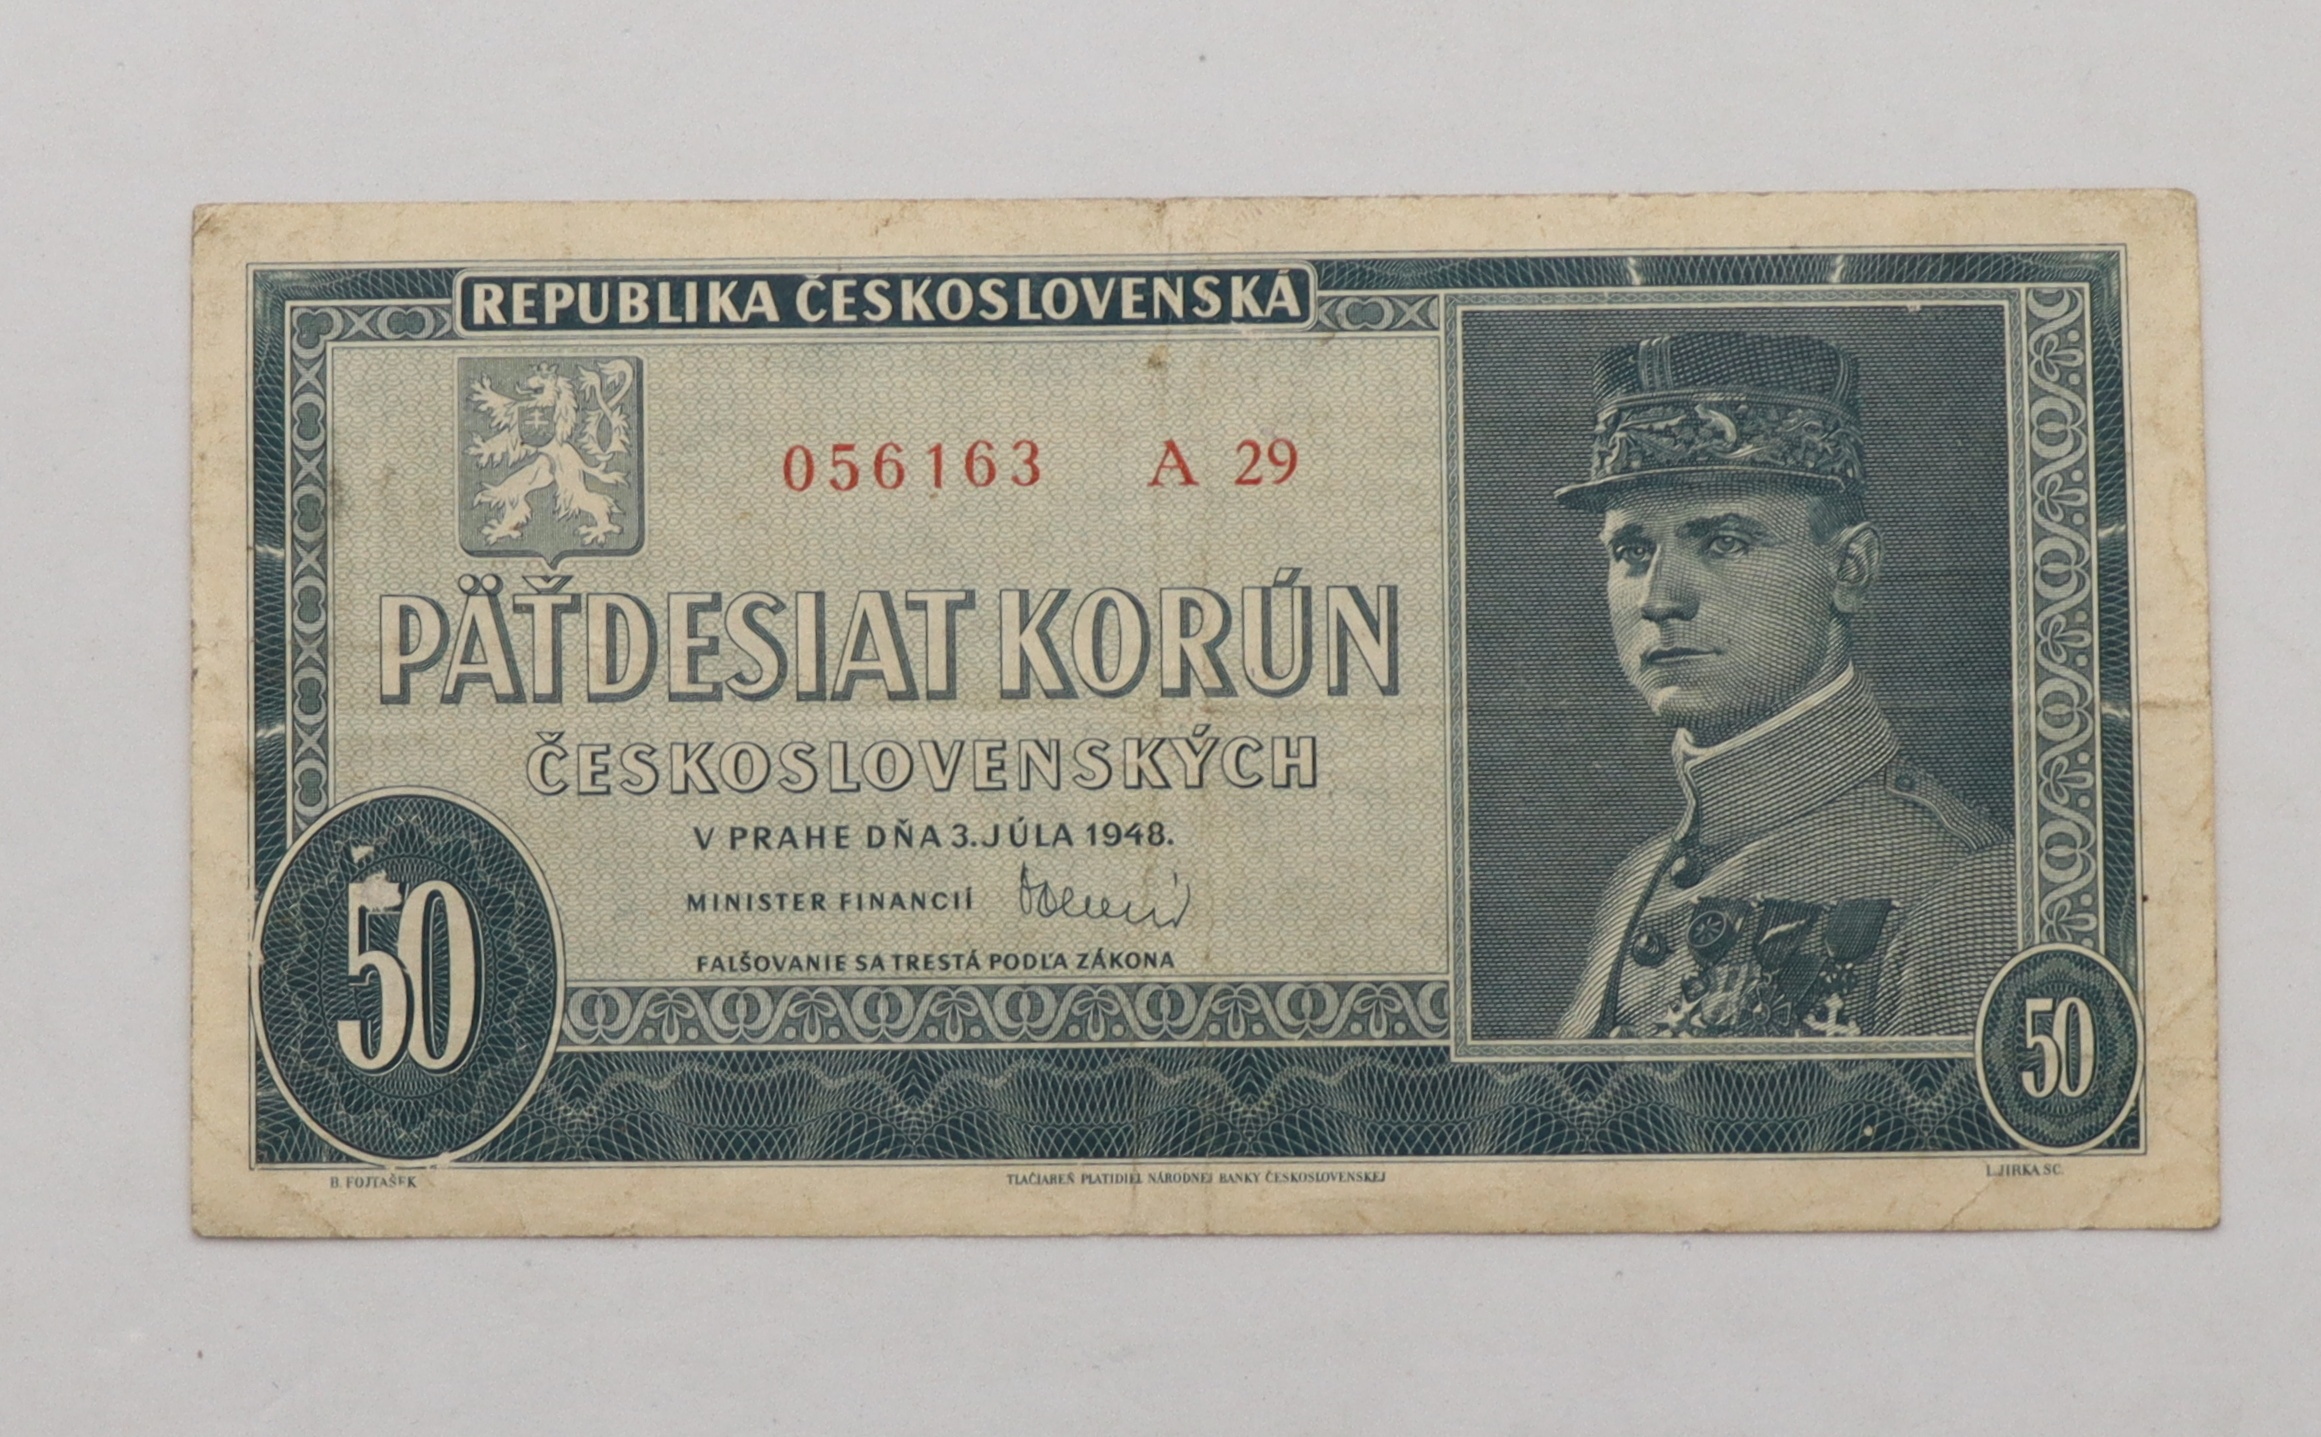 REPUBLIKA ČESKOSLOVENSKÁ
056163 A 29
PÄŤDESIAT KORÚN
ČESKOSLOVENSKÝCH
V PRAHE DŇA 3. JÚLA 1948.
MINISTER FINANCIÍ
FALŠOVANIE SA TRESTÁ PODĽA ZÁKONA
50
50
B. FOJTAŠEK
TLAČIAREŇ PLATIDIEL NÁRODNEJ BANKY ČESKOSLOVENSKEJ
L. JIRKA SC.